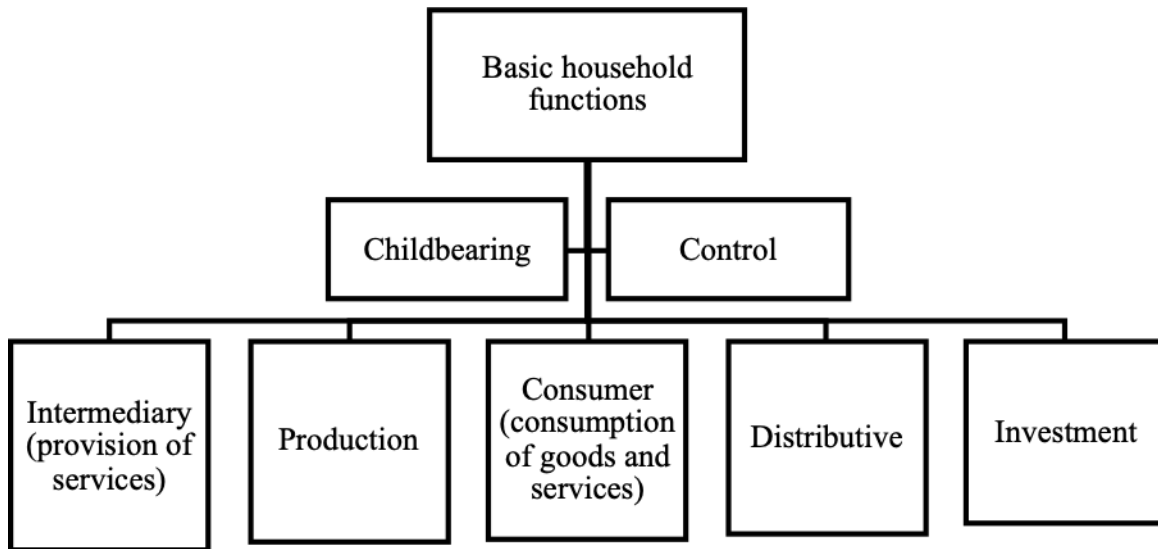 Basic household
functions
Childbearing
Control
Intermediary
(provision of
services)
Production
Consumer
(consumption
of goods and
services)
Distributive
Investment